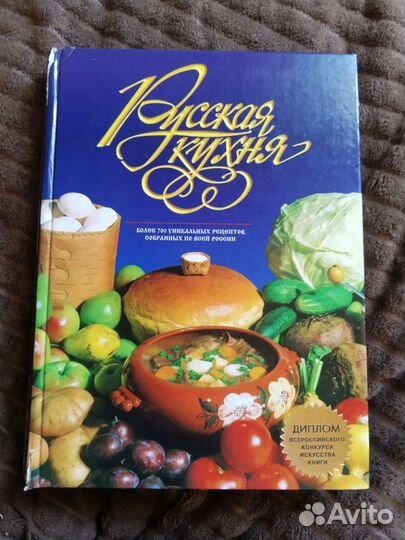 Русская
кухня
БОЛЕЕ 700 УНИКАЛЬНЫХ РЕЦЕПТОВ,
СОБРАННЫХ ПО ВСЕЙ РОССИИ
ДИПЛОМ
ВСЕРОССИЙСКОГО
КОНКУРСА
ИСКУССТВА
КНИГИ
Avito